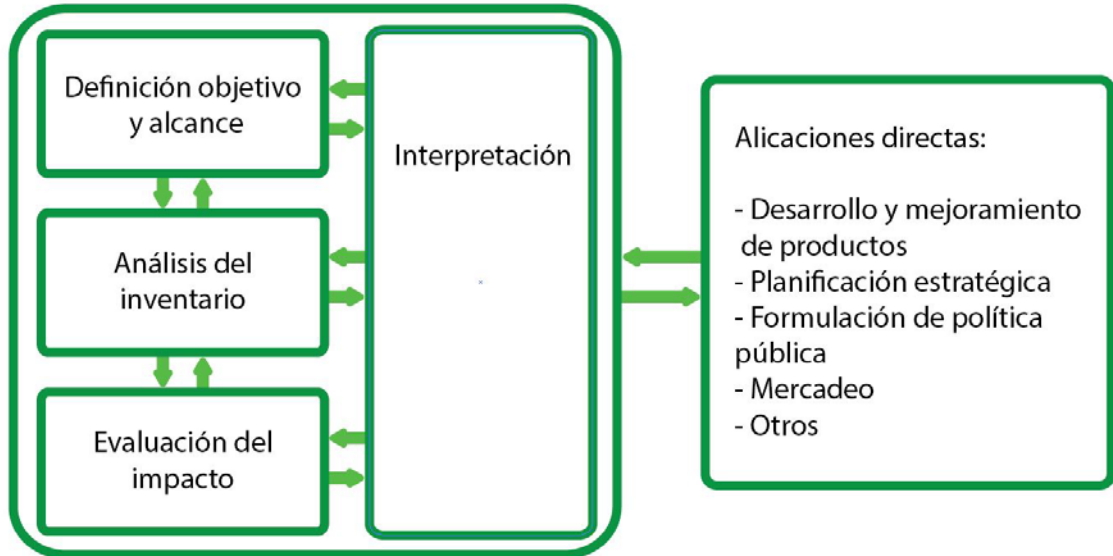 Definición objetivo
y alcance
Análisis del
inventario
Evaluación del
impacto
Interpretación
Alicaciones directas:
- Desarrollo y mejoramiento
de productos
- Planificación estratégica
- Formulación de política
pública
- Mercadeo
- Otros